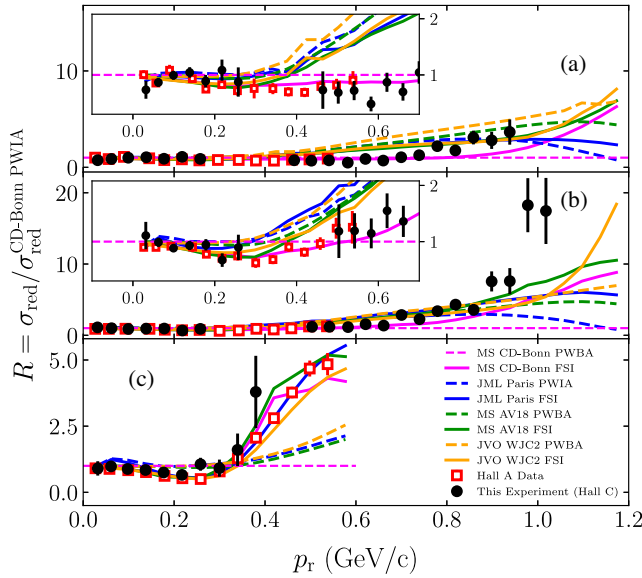 2
1
0.0 0.2 0.4 0.6
(a)
10
0
2
1
0.0 0.2 0.4 0.6
(b)
20
10
0
(c)
5.0
2.5
0.0
MS CD-Bonn PWBA
MS CD-Bonn FSI
JML Paris PWIA
JML Paris FSI
MS AV18 PWBA
MS AV18 FSI
JVO WJC2 PWBA
JVO WJC2 FSI
Hall A Data
This Experiment (Hall C)
0.0 0.2 0.4 0.6 0.8 1.0 1.2
p_r (GeV/c)
R = σ_red/σ_red^CD-Bonn PWIA